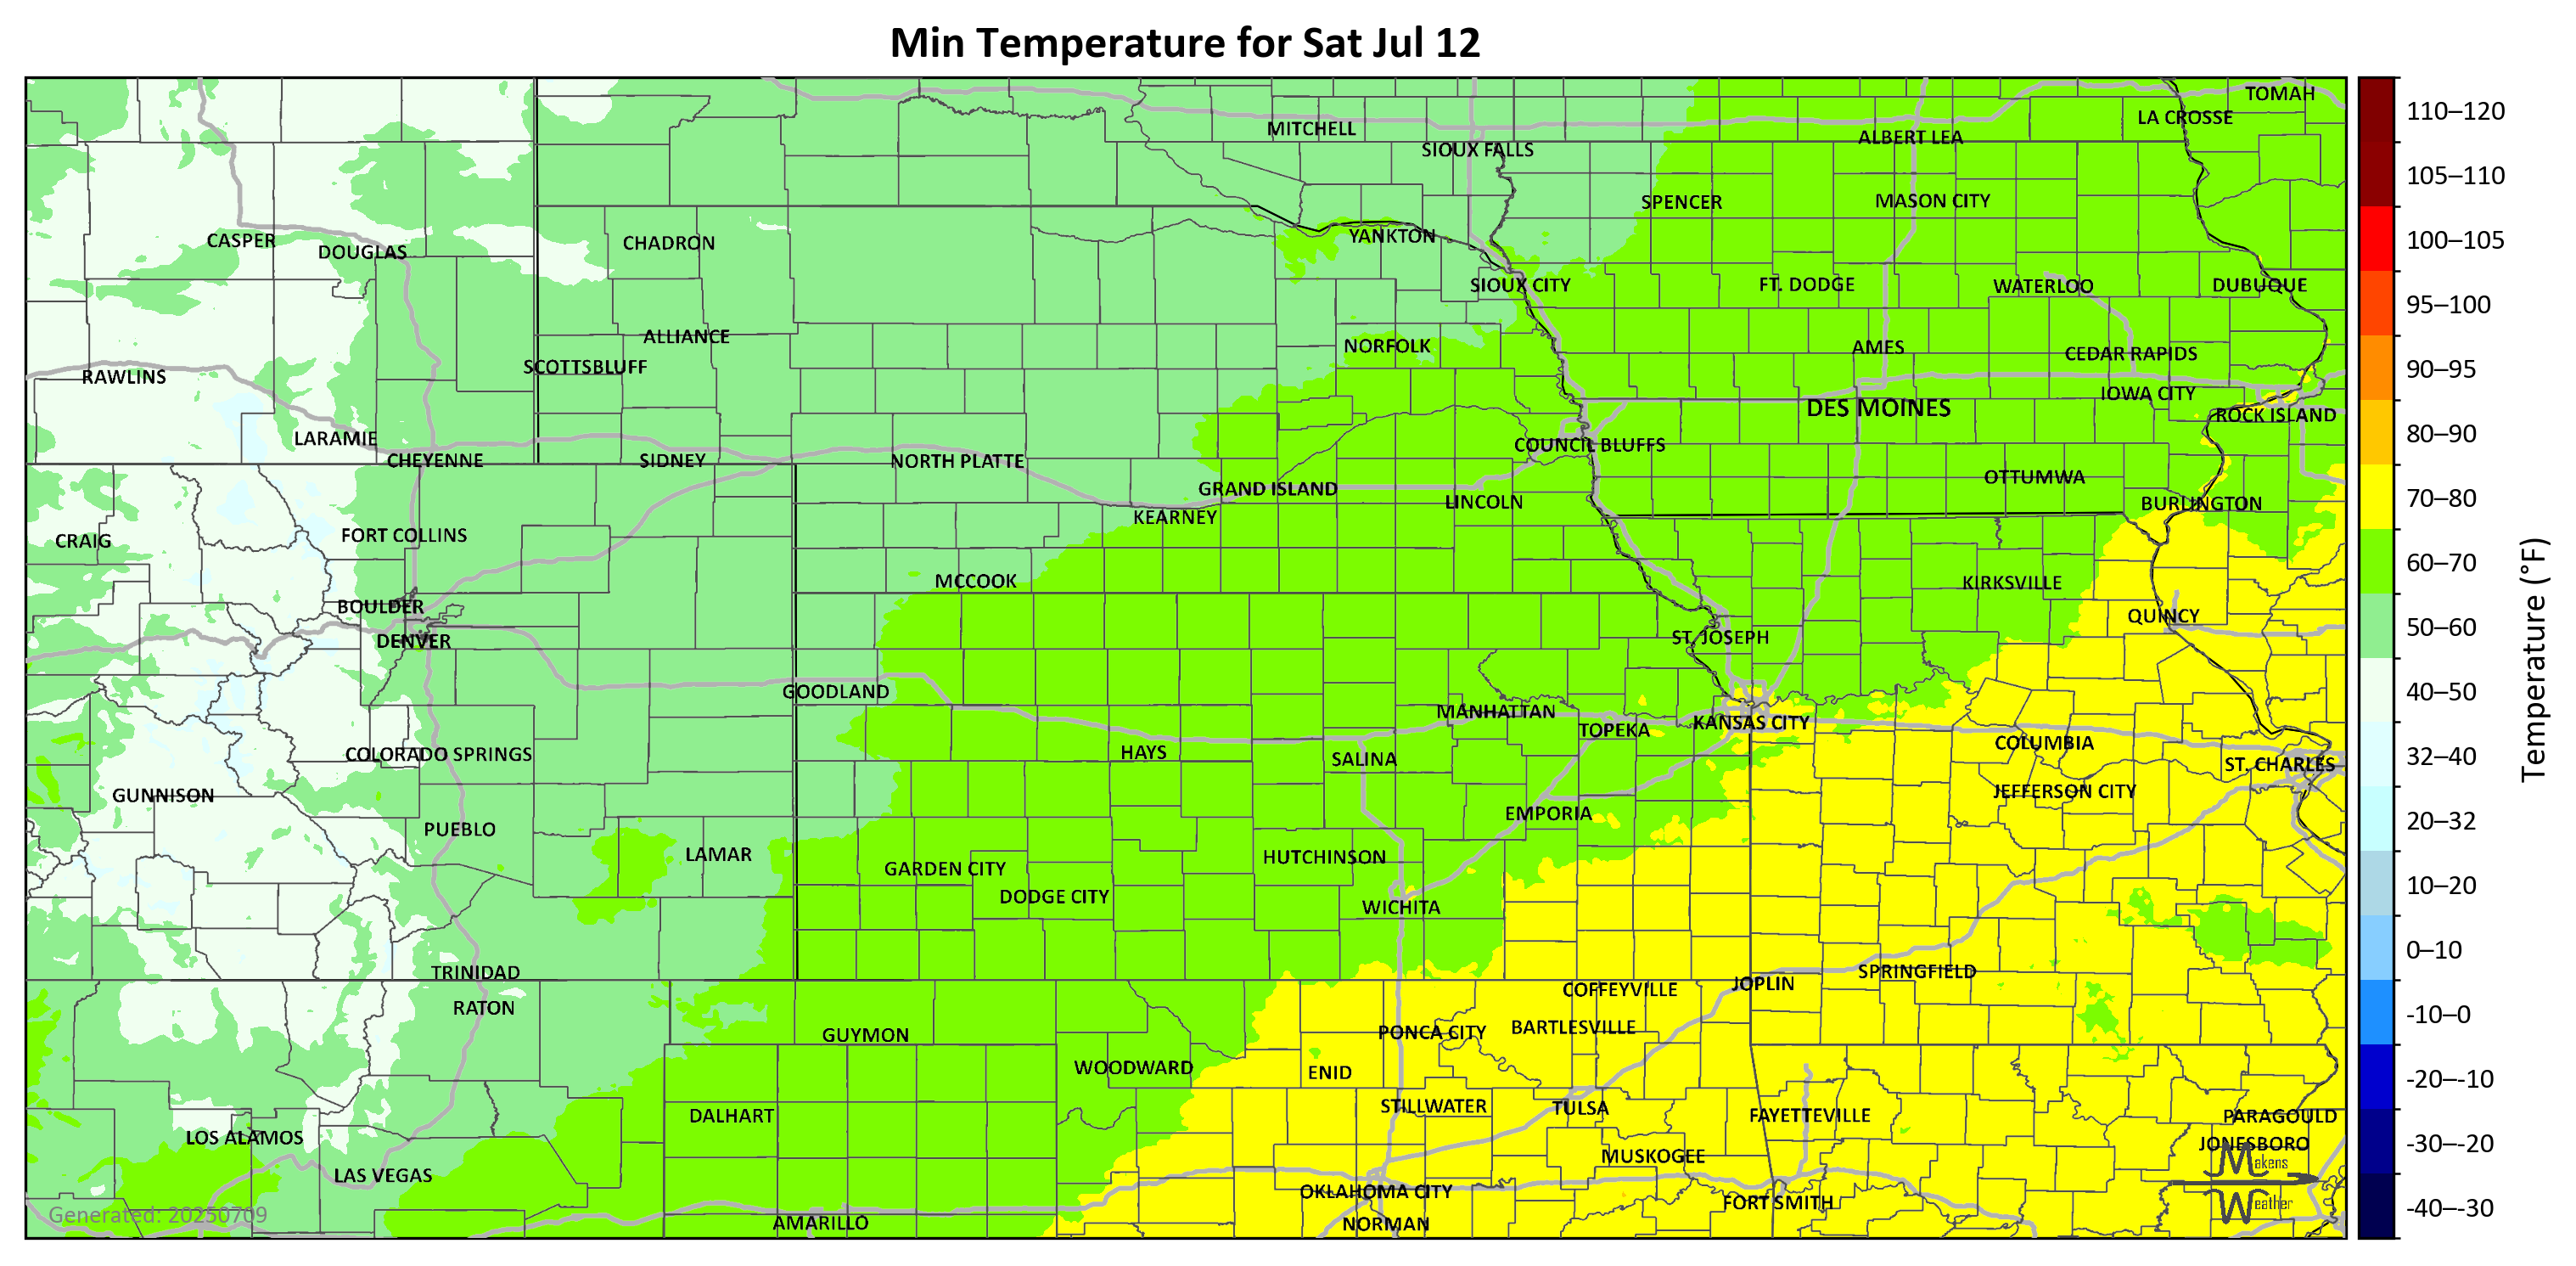 Min Temperature for Sat Jul 12
TOMAH
LA CROSSE
MITCHELL
ALBERT LEA
SIOUX FALLS
SPENCER
MASON CITY
CASPER
DOUGLAS
CHADRON
YANKTON
SIOUX CITY
FT. DODGE
WATERLOO
DUBUQUE
ALLIANCE
NORFOLK
AMES
CEDAR RAPIDS
SCOTTSBLUFF
RAWLINS
IOWA CITY
DES MOINES
ROCK ISLAND
LARAMIE
COUNCIL BLUFFS
CHEYENNE
SIDNEY
NORTH PLATTE
OTTUMWA
GRAND ISLAND
LINCOLN
BURLINGTON
KEARNEY
FORT COLLINS
CRAIG
MCCOOK
KIRKSVILLE
BOULDER
QUINCY
DENVER
ST. JOSEPH
GOODLAND
MANHATTAN
KANSAS CITY
TOPEKA
COLUMBIA
COLORADO SPRINGS
HAYS
SALINA
ST. CHARLES
GUNNISON
JEFFERSON CITY
EMPORIA
PUEBLO
LAMAR
HUTCHINSON
GARDEN CITY
DODGE CITY
WICHITA
TRINIDAD
SPRINGFIELD
JOPLIN
COFFEYVILLE
RATON
GUYMON
PONCA CITY
BARTLESVILLE
WOODWARD
ENID
STILLWATER
TULSA
DALHART
FAYETTEVILLE
PARAGOULD
LOS ALAMOS
JONESBORO
MUSKOGEE
LAS VEGAS
OKLAHOMA CITY
FORT SMITH
AMARILLO
NORMAN
Makens
Weather
Generated: 20250709
110–120
105–110
100–105
95–100
90–95
80–90
70–80
60–70
50–60
40–50
32–40
20–32
10–20
0–10
-10–0
-20–-10
-30–-20
-40–-30
Temperature (°F)